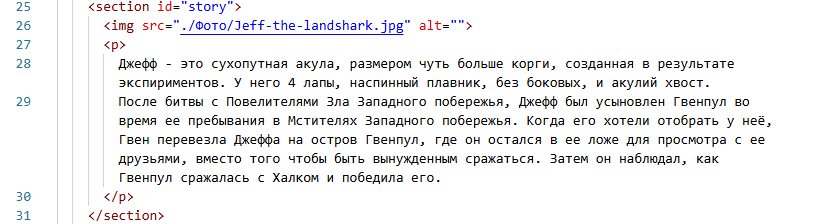 25 <section id="story">
26 <img src="./Фото/Jeff-the-landshark.jpg" alt="">
27 <p>
28 Джефф - это сухопутная акула, размером чуть больше корги, созданная в результате
экспириментов. У него 4 лапы, наспинный плавник, без боковых, и акулий хвост.
29 После битвы с Повелителями Зла Западного побережья, Джефф был усыновлен Гвенпул во
время ее пребывания в Мстителях Западного побережья. Когда его хотели отобрать у неё,
Гвен перевезла Джеффа на остров Гвенпул, где он остался в ее ложе для просмотра с ее
друзьями, вместо того чтобы быть вынужденным сражаться. Затем он наблюдал, как
Гвенпул сражалась с Халком и победила его.
30 </p>
31 </section>